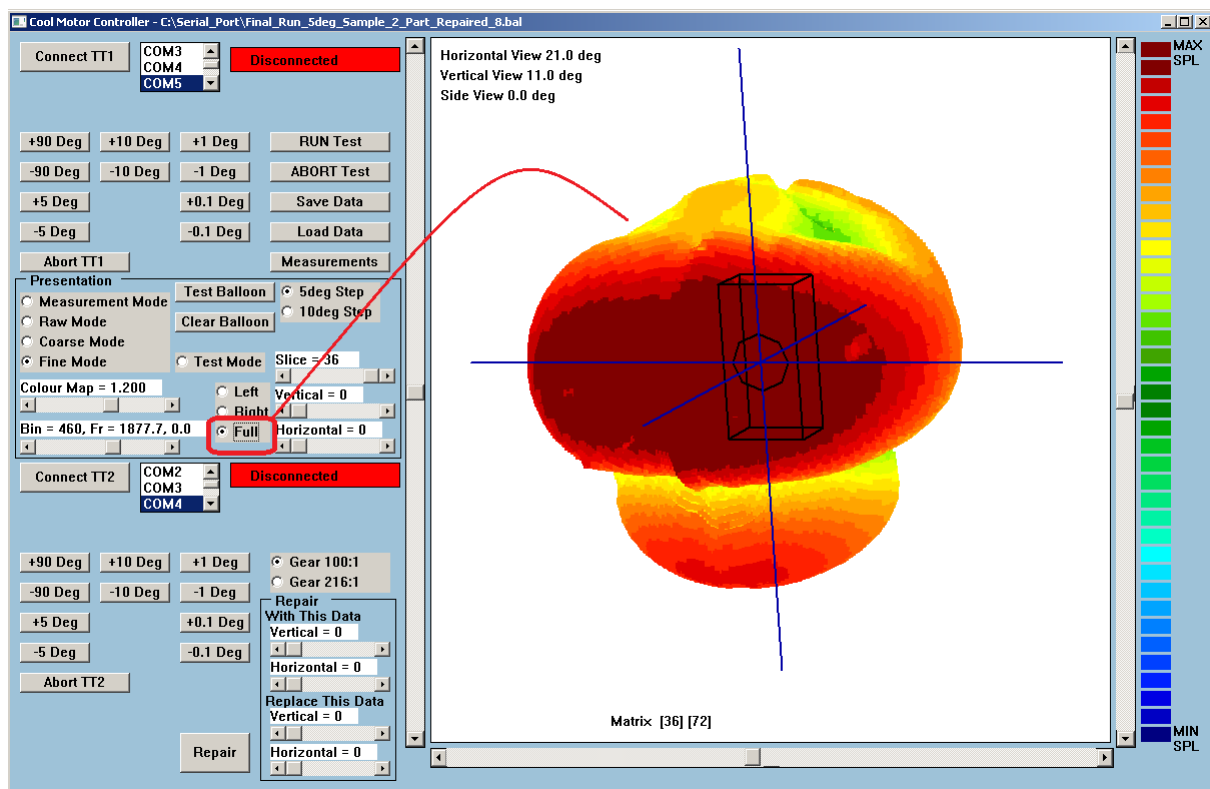 Cool Motor Controller - C:\Serial_Port\Final_Run_5deg_Sample_2_Part_Repaired_8.bal
Connect TT1
COM3
COM4
COM5
Disconnected
+90 Deg
+10 Deg
+1 Deg
RUN Test
-90 Deg
-10 Deg
-1 Deg
ABORT Test
+5 Deg
+0.1 Deg
Save Data
-5 Deg
-0.1 Deg
Load Data
Abort TT1
Measurements
Presentation
Measurement Mode
Raw Mode
Coarse Mode
Fine Mode
Test Balloon
Clear Balloon
5deg Step
10deg Step
Test Mode
Slice = 36
Colour Map = 1.200
Left
Right
Full
Vertical = 0
Bin = 460, Fr = 1877.7, 0.0
Horizontal = 0
Connect TT2
COM2
COM3
COM4
Disconnected
+90 Deg
+10 Deg
+1 Deg
Gear 100:1
-90 Deg
-10 Deg
-1 Deg
Gear 216:1
+5 Deg
+0.1 Deg
-5 Deg
-0.1 Deg
Abort TT2
Repair
With This Data
Vertical = 0
Horizontal = 0
Replace This Data
Vertical = 0
Horizontal = 0
Repair
Horizontal View 21.0 deg
Vertical View 11.0 deg
Side View 0.0 deg
Matrix [36] [72]
MAX
SPL
MIN
SPL